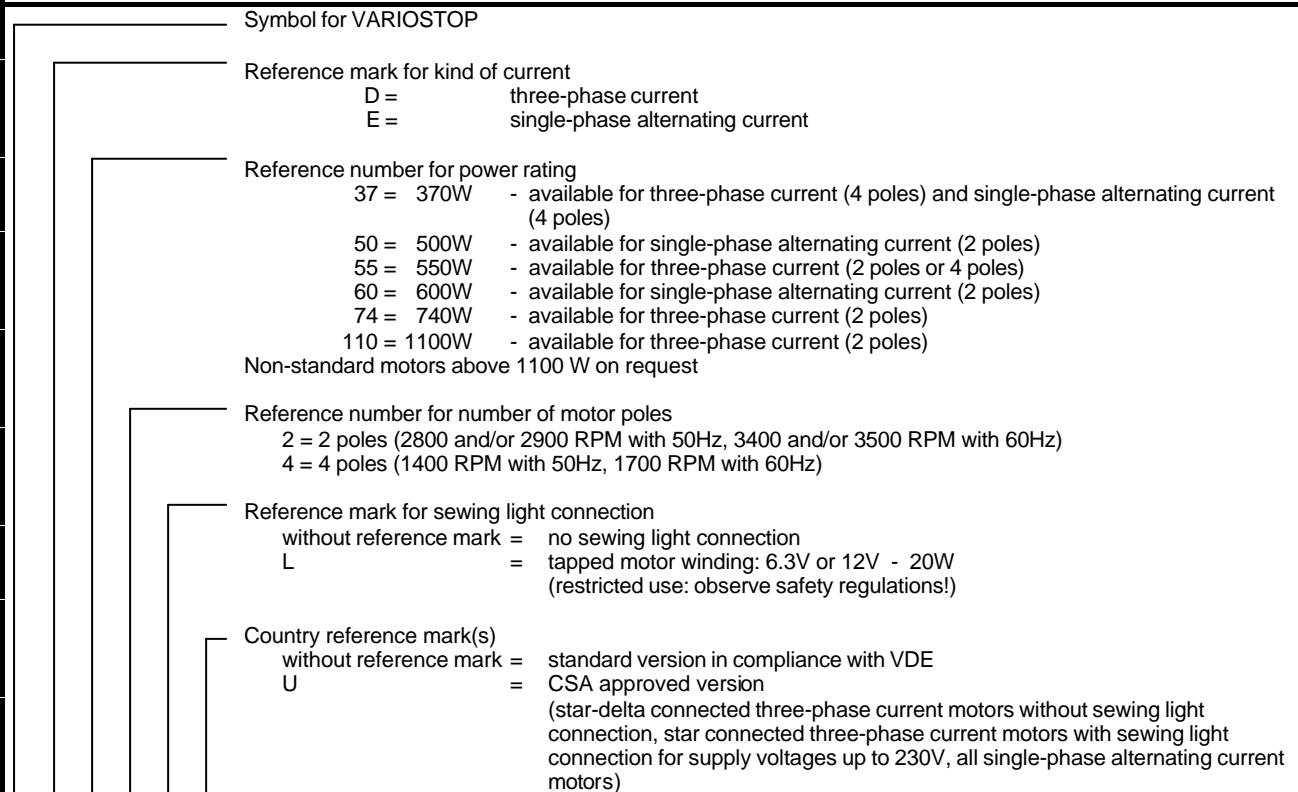 Symbol for VARIOSTOP
Reference mark for kind of current
D = three-phase current
E = single-phase alternating current
Reference number for power rating
37 = 370W - available for three-phase current (4 poles) and single-phase alternating current
(4 poles)
50 = 500W - available for single-phase alternating current (2 poles)
55 = 550W - available for three-phase current (2 poles or 4 poles)
60 = 600W - available for single-phase alternating current (2 poles)
74 = 740W - available for three-phase current (2 poles)
110 = 1100W - available for three-phase current (2 poles)
Non-standard motors above 1100 W on request
Reference number for number of motor poles
2 = 2 poles (2800 and/or 2900 RPM with 50Hz, 3400 and/or 3500 RPM with 60Hz)
4 = 4 poles (1400 RPM with 50Hz, 1700 RPM with 60Hz)
Reference mark for sewing light connection
without reference mark = no sewing light connection
L = tapped motor winding: 6.3V or 12V - 20W
(restricted use: observe safety regulations!)
Country reference mark(s)
without reference mark = standard version in compliance with VDE
U = CSA approved version
(star-delta connected three-phase current motors without sewing light
connection, star connected three-phase current motors with sewing light
connection for supply voltages up to 230V, all single-phase alternating current
motors)